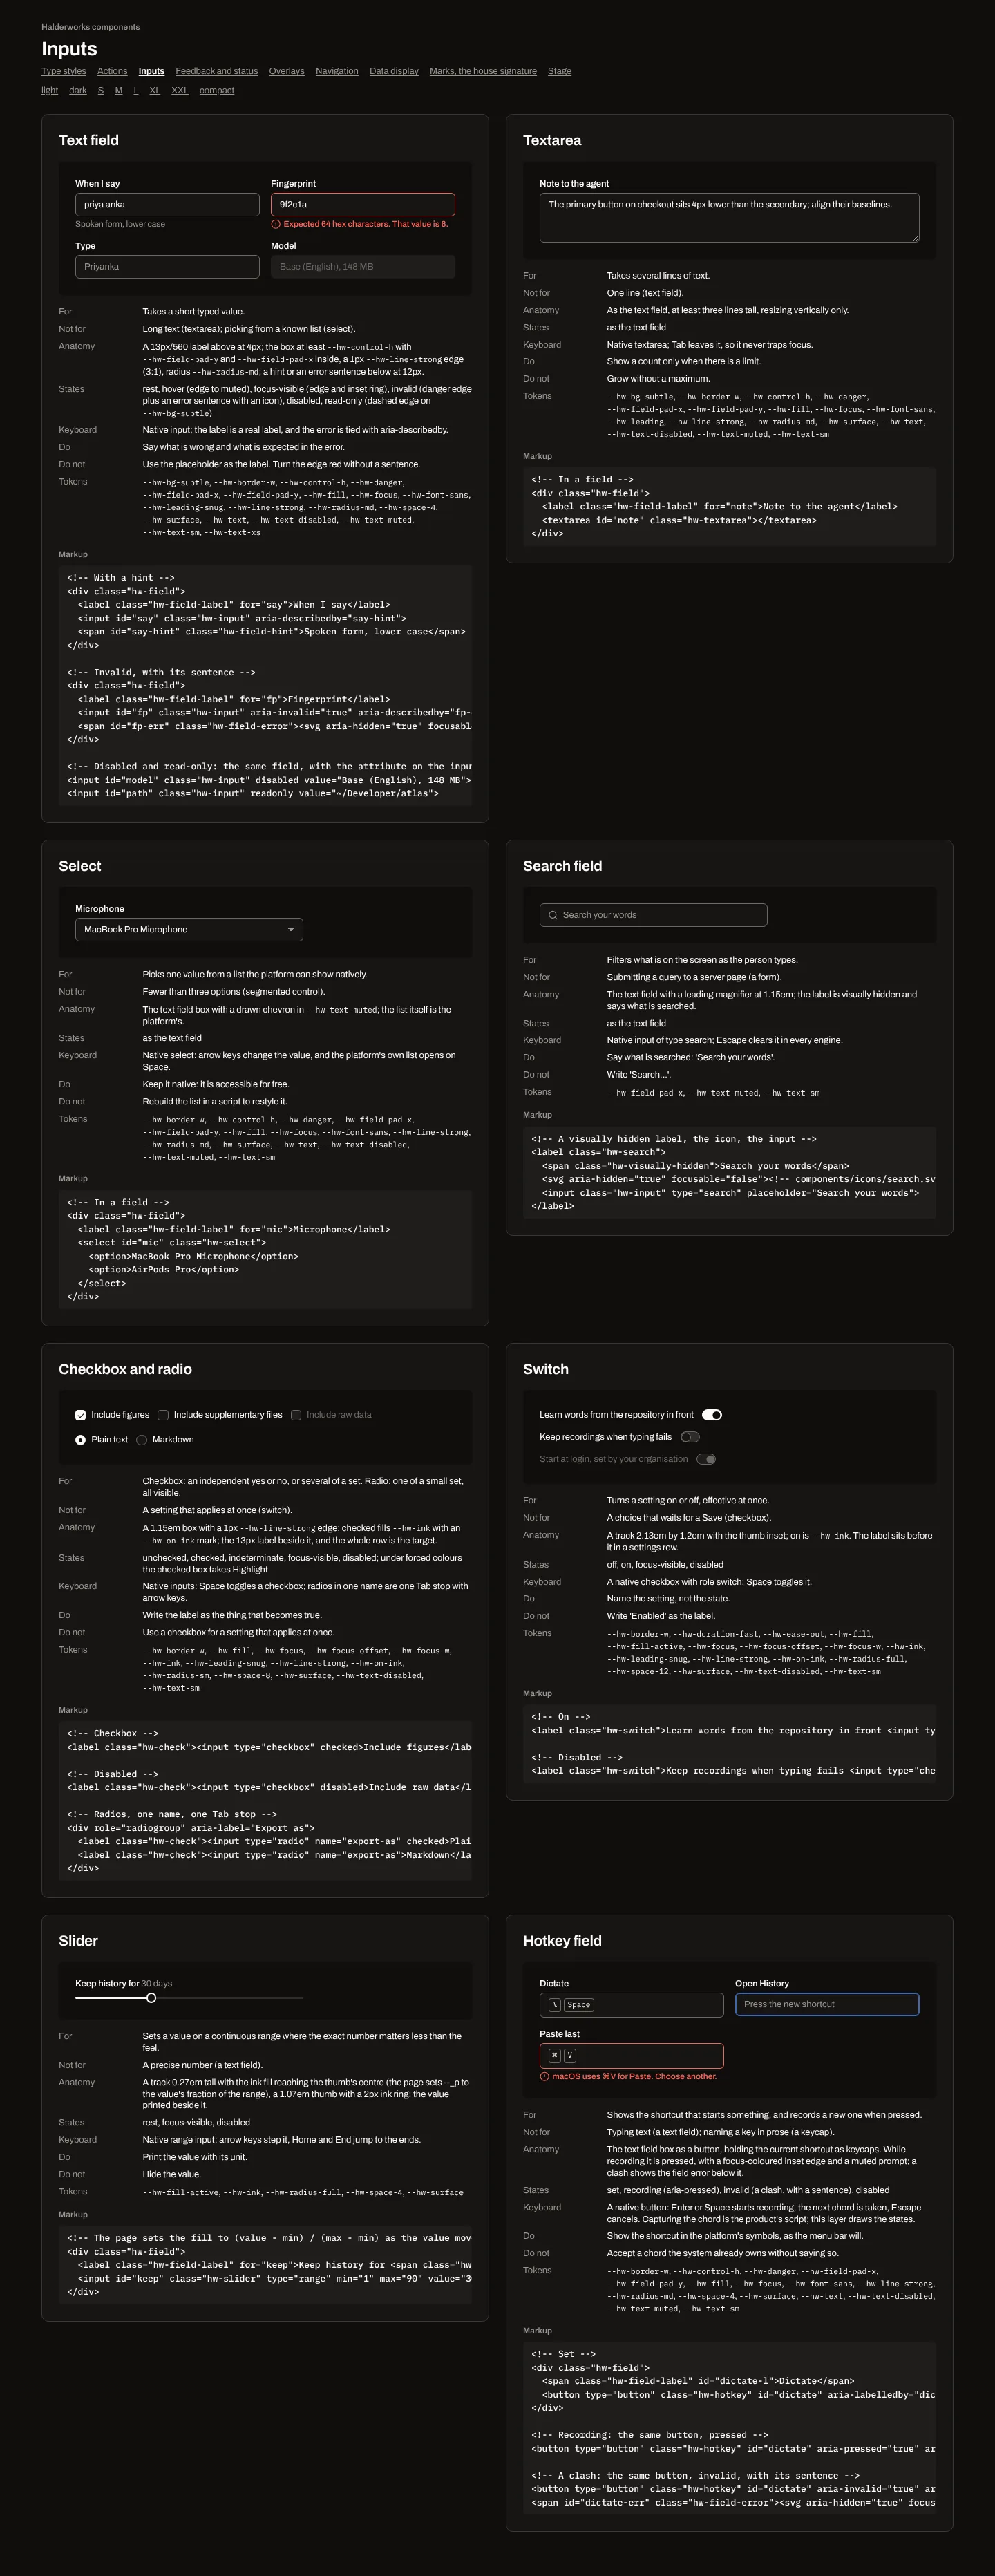 Halderworks components
Inputs
Type styles Actions Inputs Feedback and status Overlays Navigation Data display Marks, the house signature Stage
light dark S M L XL XXL compact
Text field
When I say
priya anka
Spoken form, lower case
Fingerprint
9f2c1a
Expected 64 hex characters. That value is 6.
Type
Priyanka
Model
Base (English), 148 MB
For Takes a short typed value.
Not for Long text (textarea); picking from a known list (select).
Anatomy A 13px/560 label above at 4px; the box at least --hw-control-h with
--hw-field-pad-y and --hw-field-pad-x inside, a 1px --hw-line-strong edge
(3:1), radius --hw-radius-md; a hint or an error sentence below at 12px.
States rest, hover (edge to muted), focus-visible (edge and inset ring), invalid (danger edge
plus an error sentence with an icon), disabled, read-only (dashed edge on
--hw-bg-subtle)
Keyboard Native input; the label is a real label, and the error is tied with aria-describedby.
Do Say what is wrong and what is expected in the error.
Do not Use the placeholder as the label. Turn the edge red without a sentence.
Tokens --hw-bg-subtle, --hw-border-w, --hw-control-h, --hw-danger,
--hw-field-pad-x, --hw-field-pad-y, --hw-fill, --hw-focus, --hw-font-sans,
--hw-leading-snug, --hw-line-strong, --hw-radius-md, --hw-space-4,
--hw-surface, --hw-text, --hw-text-disabled, --hw-text-muted,
--hw-text-sm, --hw-text-xs
Markup
<!-- With a hint -->
<div class="hw-field">
<label class="hw-field-label" for="say">When I say</label>
<input id="say" class="hw-input" aria-describedby="say-hint">
<span id="say-hint" class="hw-field-hint">Spoken form, lower case</span>
</div>
<!-- Invalid, with its sentence -->
<div class="hw-field">
<label class="hw-field-label" for="fp">Fingerprint</label>
<input id="fp" class="hw-input" aria-invalid="true" aria-describedby="fp-
<span id="fp-err" class="hw-field-error"><svg aria-hidden="true" focusabl
</div>
<!-- Disabled and read-only: the same field, with the attribute on the inpu
<input id="model" class="hw-input" disabled value="Base (English), 148 MB">
<input id="path" class="hw-input" readonly value="~/Developer/atlas">
Textarea
Note to the agent
The primary button on checkout sits 4px lower than the secondary; align their baselines.
For Takes several lines of text.
Not for One line (text field).
Anatomy As the text field, at least three lines tall, resizing vertically only.
States as the text field
Keyboard Native textarea; Tab leaves it, so it never traps focus.
Do Show a count only when there is a limit.
Do not Grow without a maximum.
Tokens --hw-bg-subtle, --hw-border-w, --hw-control-h, --hw-danger,
--hw-field-pad-x, --hw-field-pad-y, --hw-fill, --hw-focus, --hw-font-sans,
--hw-leading, --hw-line-strong, --hw-radius-md, --hw-surface, --hw-text,
--hw-text-disabled, --hw-text-muted, --hw-text-sm
Markup
<!-- In a field -->
<div class="hw-field">
<label class="hw-field-label" for="note">Note to the agent</label>
<textarea id="note" class="hw-textarea"></textarea>
</div>
Select
Microphone
MacBook Pro Microphone
For Picks one value from a list the platform can show natively.
Not for Fewer than three options (segmented control).
Anatomy The text field box with a drawn chevron in --hw-text-muted; the list itself is the
platform's.
States as the text field
Keyboard Native select: arrow keys change the value, and the platform's own list opens on
Space.
Do Keep it native: it is accessible for free.
Do not Rebuild the list in a script to restyle it.
Tokens --hw-border-w, --hw-control-h, --hw-danger, --hw-field-pad-x,
--hw-field-pad-y, --hw-fill, --hw-focus, --hw-font-sans, --hw-line-strong,
--hw-radius-md, --hw-surface, --hw-text, --hw-text-disabled,
--hw-text-muted, --hw-text-sm
Markup
<!-- In a field -->
<div class="hw-field">
<label class="hw-field-label" for="mic">Microphone</label>
<select id="mic" class="hw-select">
<option>MacBook Pro Microphone</option>
<option>AirPods Pro</option>
</select>
</div>
Search field
Search your words
For Filters what is on the screen as the person types.
Not for Submitting a query to a server page (a form).
Anatomy The text field with a leading magnifier at 1.15em; the label is visually hidden and
says what is searched.
States as the text field
Keyboard Native input of type search; Escape clears it in every engine.
Do Say what is searched: 'Search your words'.
Do not Write 'Search…'.
Tokens --hw-field-pad-x, --hw-text-muted, --hw-text-sm
Markup
<!-- A visually hidden label, the icon, the input -->
<label class="hw-search">
<span class="hw-visually-hidden">Search your words</span>
<svg aria-hidden="true" focusable="false"><!-- components/icons/search.sv
<input class="hw-input" type="search" placeholder="Search your words">
</label>
Checkbox and radio
Include figures Include supplementary files Include raw data
Plain text Markdown
For Checkbox: an independent yes or no, or several of a set. Radio: one of a small set,
all visible.
Not for A setting that applies at once (switch).
Anatomy A 1.15em box with a 1px --hw-line-strong edge; checked fills --hw-ink with an
--hw-on-ink mark; the 13px label beside it, and the whole row is the target.
States unchecked, checked, indeterminate, focus-visible, disabled; under forced colours
the checked box takes Highlight
Keyboard Native inputs: Space toggles a checkbox; radios in one name are one Tab stop with
arrow keys.
Do Write the label as the thing that becomes true.
Do not Use a checkbox for a setting that applies at once.
Tokens --hw-border-w, --hw-fill, --hw-focus, --hw-focus-offset, --hw-focus-w,
--hw-ink, --hw-leading-snug, --hw-line-strong, --hw-on-ink,
--hw-radius-sm, --hw-space-8, --hw-surface, --hw-text-disabled,
--hw-text-sm
Markup
<!-- Checkbox -->
<label class="hw-check"><input type="checkbox" checked>Include figures</lab
<!-- Disabled -->
<label class="hw-check"><input type="checkbox" disabled>Include raw data</l
<!-- Radios, one name, one Tab stop -->
<div role="radiogroup" aria-label="Export as">
<label class="hw-check"><input type="radio" name="export-as" checked>Plai
<label class="hw-check"><input type="radio" name="export-as">Markdown</la
</div>
Switch
Learn words from the repository in front
Keep recordings when typing fails
Start at login, set by your organisation
For Turns a setting on or off, effective at once.
Not for A choice that waits for a Save (checkbox).
Anatomy A track 2.13em by 1.2em with the thumb inset; on is --hw-ink. The label sits before
it in a settings row.
States off, on, focus-visible, disabled
Keyboard A native checkbox with role switch: Space toggles it.
Do Name the setting, not the state.
Do not Write 'Enabled' as the label.
Tokens --hw-border-w, --hw-duration-fast, --hw-ease-out, --hw-fill,
--hw-fill-active, --hw-focus, --hw-focus-offset, --hw-focus-w, --hw-ink,
--hw-leading-snug, --hw-line-strong, --hw-on-ink, --hw-radius-full,
--hw-space-12, --hw-surface, --hw-text-disabled, --hw-text-sm
Markup
<!-- On -->
<label class="hw-switch">Learn words from the repository in front <input ty
<!-- Disabled -->
<label class="hw-switch">Keep recordings when typing fails <input type="che
Slider
Keep history for 30 days
For Sets a value on a continuous range where the exact number matters less than the
feel.
Not for A precise number (a text field).
Anatomy A track 0.27em tall with the ink fill reaching the thumb's centre (the page sets --_p to
the value's fraction of the range), a 1.07em thumb with a 2px ink ring; the value
printed beside it.
States rest, focus-visible, disabled
Keyboard Native range input: arrow keys step it, Home and End jump to the ends.
Do Print the value with its unit.
Do not Hide the value.
Tokens --hw-fill-active, --hw-ink, --hw-radius-full, --hw-space-4, --hw-surface
Markup
<!-- The page sets the fill to (value - min) / (max - min) as the value mov
<div class="hw-field">
<label class="hw-field-label" for="keep">Keep history for <span class="hw
<input id="keep" class="hw-slider" type="range" min="1" max="90" value="3
</div>
Hotkey field
Dictate
⌥ Space
Open History
Press the new shortcut
Paste last
⌘ V
macOS uses ⌘V for Paste. Choose another.
For Shows the shortcut that starts something, and records a new one when pressed.
Not for Typing text (a text field); naming a key in prose (a keycap).
Anatomy The text field box as a button, holding the current shortcut as keycaps. While
recording it is pressed, with a focus-coloured inset edge and a muted prompt; a
clash shows the field error below it.
States set, recording (aria-pressed), invalid (a clash, with a sentence), disabled
Keyboard A native button: Enter or Space starts recording, the next chord is taken, Escape
cancels. Capturing the chord is the product's script; this layer draws the states.
Do Show the shortcut in the platform's symbols, as the menu bar will.
Do not Accept a chord the system already owns without saying so.
Tokens --hw-border-w, --hw-control-h, --hw-danger, --hw-field-pad-x,
--hw-field-pad-y, --hw-fill, --hw-focus, --hw-font-sans, --hw-line-strong,
--hw-radius-md, --hw-space-4, --hw-surface, --hw-text, --hw-text-disabled,
--hw-text-muted, --hw-text-sm
Markup
<!-- Set -->
<div class="hw-field">
<span class="hw-field-label" id="dictate-l">Dictate</span>
<button type="button" class="hw-hotkey" id="dictate" aria-labelledby="dic
</div>
<!-- Recording: the same button, pressed -->
<button type="button" class="hw-hotkey" id="dictate" aria-pressed="true" ar
<!-- A clash: the same button, invalid, with its sentence -->
<button type="button" class="hw-hotkey" id="dictate" aria-invalid="true" ar
<span id="dictate-err" class="hw-field-error"><svg aria-hidden="true" focus